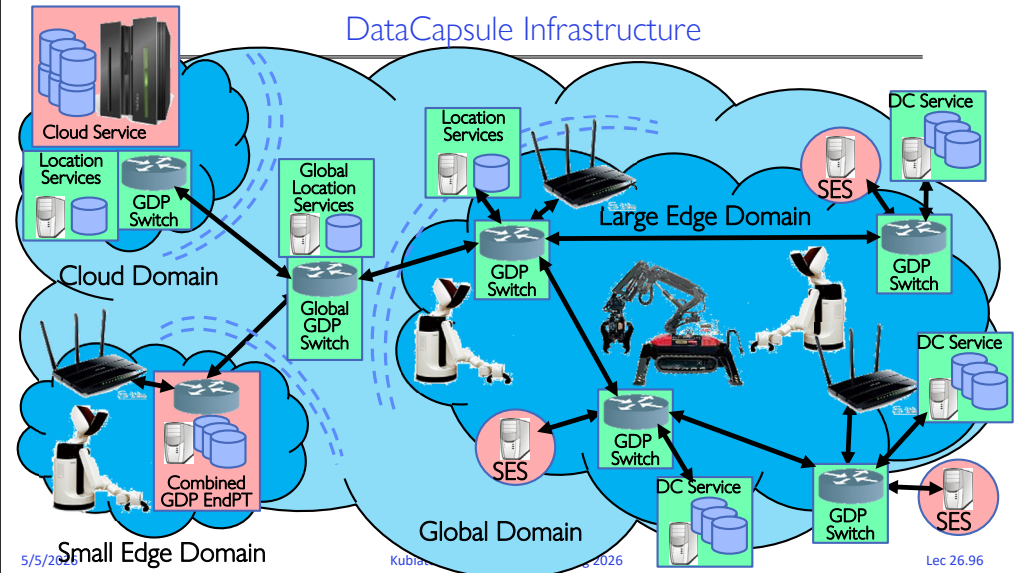 DataCapsule Infrastructure
Cloud Service
Location
Services
GDP
Switch
Cloud Domain
Global
Location
Services
Global
GDP
Switch
Location
Services
GDP
Switch
Large Edge Domain
SES
DC Service
GDP
Switch
DC Service
GDP
Switch
SES
DC Service
GDP
Switch
SES
Combined
GDP EndPT
Small Edge Domain
Global Domain
5/5/2026
2026
Lec 26.96